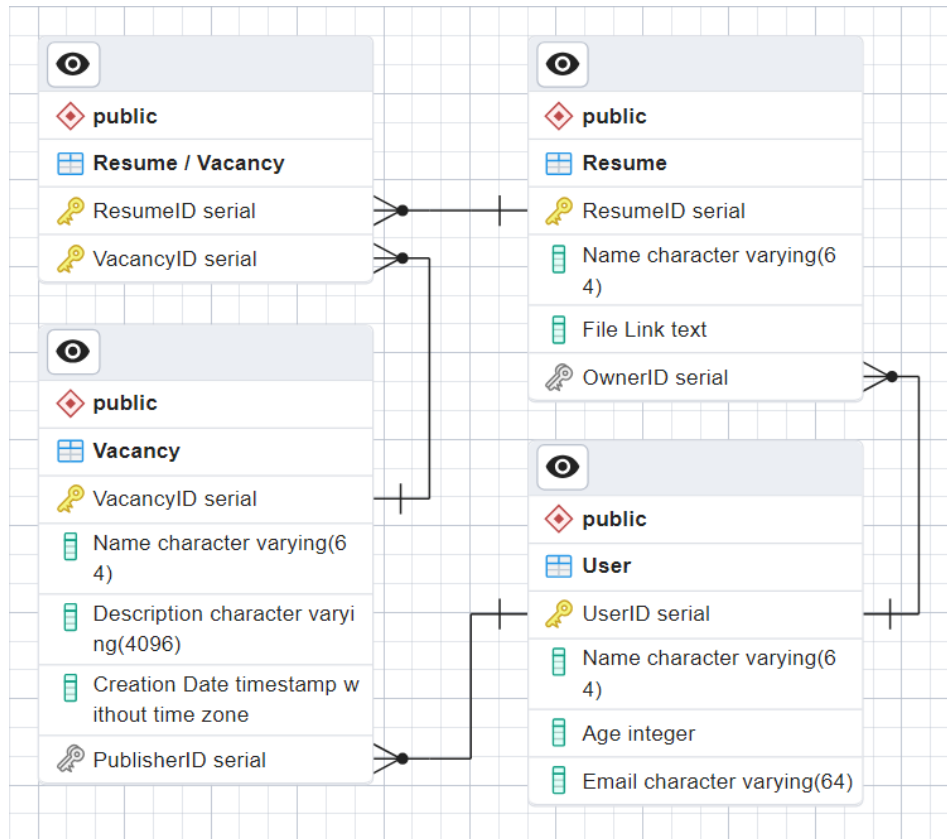 public
Resume / Vacancy
ResumeID serial
VacancyID serial
public
Resume
ResumeID serial
Name character varying(6
4)
File Link text
OwnerID serial
public
Vacancy
VacancyID serial
Name character varying(6
4)
Description character varyi
ng(4096)
Creation Date timestamp w
ithout time zone
PublisherID serial
public
User
UserID serial
Name character varying(6
4)
Age integer
Email character varying(64)